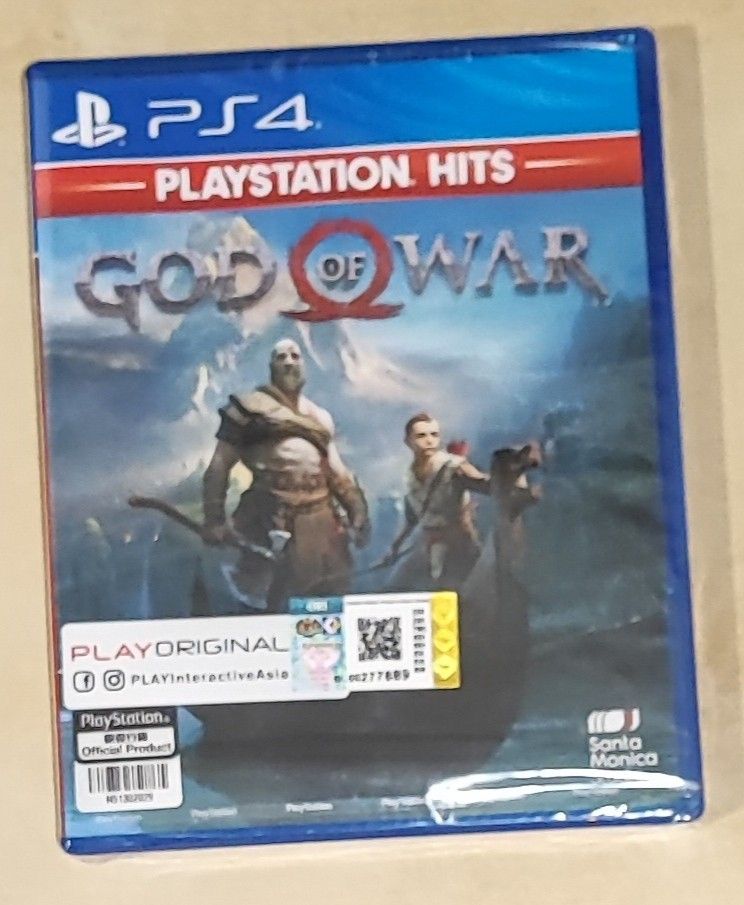 PS4
PLAYSTATION HITS
GOD OF WAR
PLAYORIGINAL
PLAYInteractiveAsia
PlayStation
Official Product
Santa
Monica